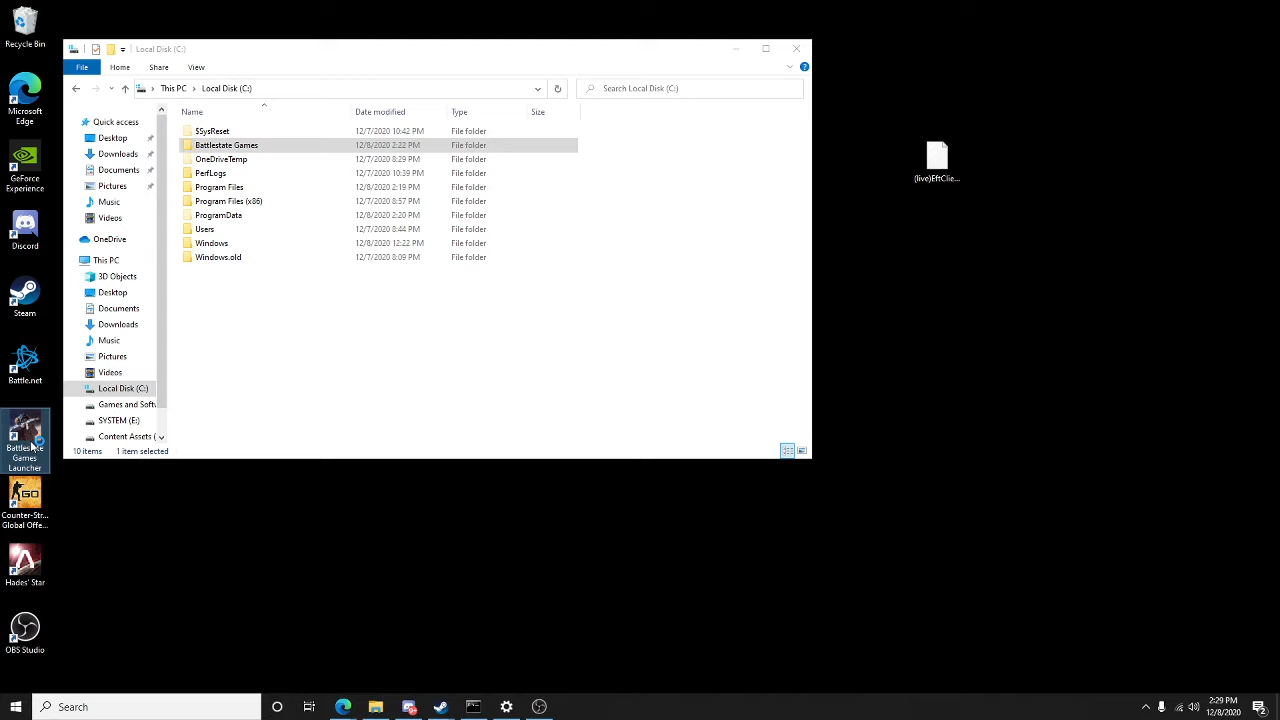 Recycle Bin
Microsoft
Edge
GeForce
Experience
Discord
Steam
Battle.net
Battlestate
Games
Launcher
Counter-Str...
Global Offe...
Hades' Star
OBS Studio
Local Disk (C:)
File Home Share View
This PC Local Disk (C:)
Search Local Disk (C:)
Name Date modified Type Size
Quick access
Desktop
Downloads
Documents
Pictures
Music
Videos
OneDrive
This PC
3D Objects
Desktop
Documents
Downloads
Music
Pictures
Videos
Local Disk (C:)
Games and Softw
SYSTEM (E:)
Content Assets (
$SysReset 12/7/2020 10:42 PM File folder
Battlestate Games 12/8/2020 2:22 PM File folder
OneDriveTemp 12/7/2020 8:29 PM File folder
PerfLogs 12/7/2020 10:39 PM File folder
Program Files 12/8/2020 2:19 PM File folder
Program Files (x86) 12/7/2020 8:57 PM File folder
ProgramData 12/8/2020 2:20 PM File folder
Users 12/7/2020 8:44 PM File folder
Windows 12/8/2020 12:22 PM File folder
Windows.old 12/7/2020 8:09 PM File folder
10 items 1 item selected
(live)EftClie...
Search
2:29 PM
12/8/2020
2